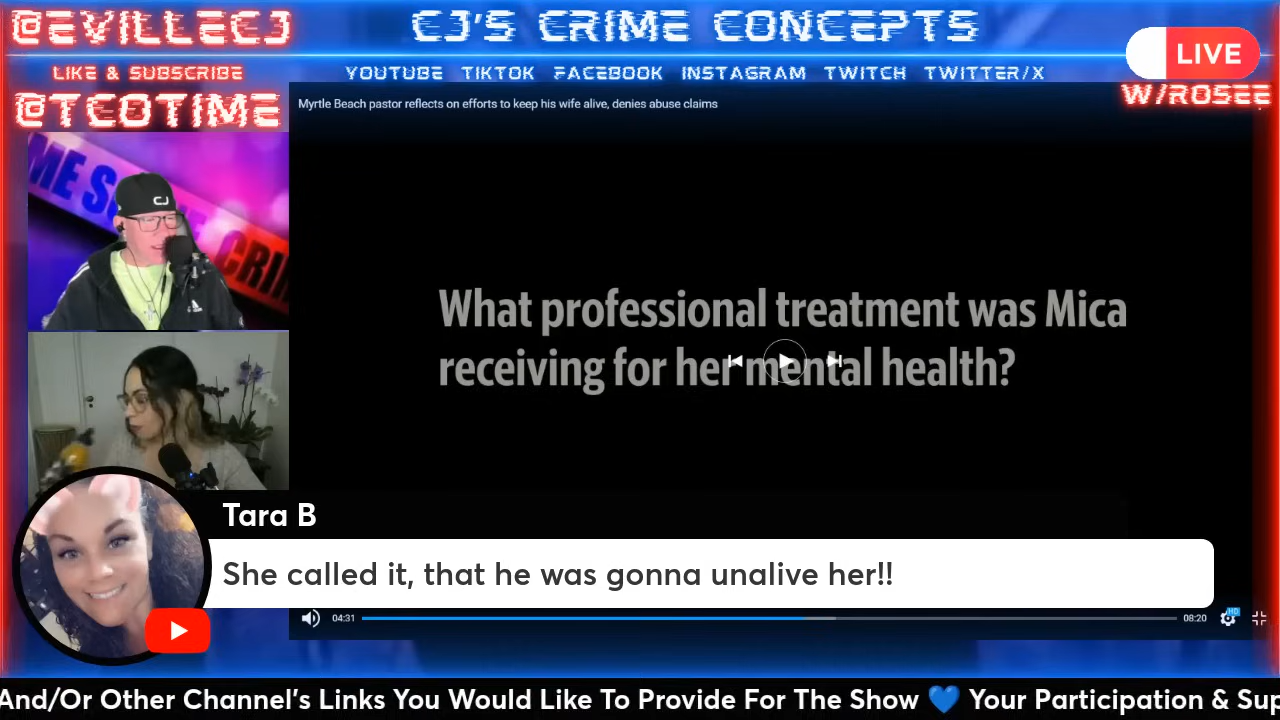 @EVILLECJ
CJ'S CRIME CONCEPTS
LIVE
LIKE & SUBSCRIBE
YOUTUBE TIKTOK FACEBOOK INSTAGRAM TWITCH TWITTER/X
@TCOTIME
W/ROSEE
Myrtle Beach pastor reflects on efforts to keep his wife alive, denies abuse claims
CJ
What professional treatment was Mica
receiving for her mental health?
Tara B
She called it, that he was gonna unalive her!!
04:31
08:20
HD
And/Or Other Channel's Links You Would Like To Provide For The Show 💙 Your Participation & Sup